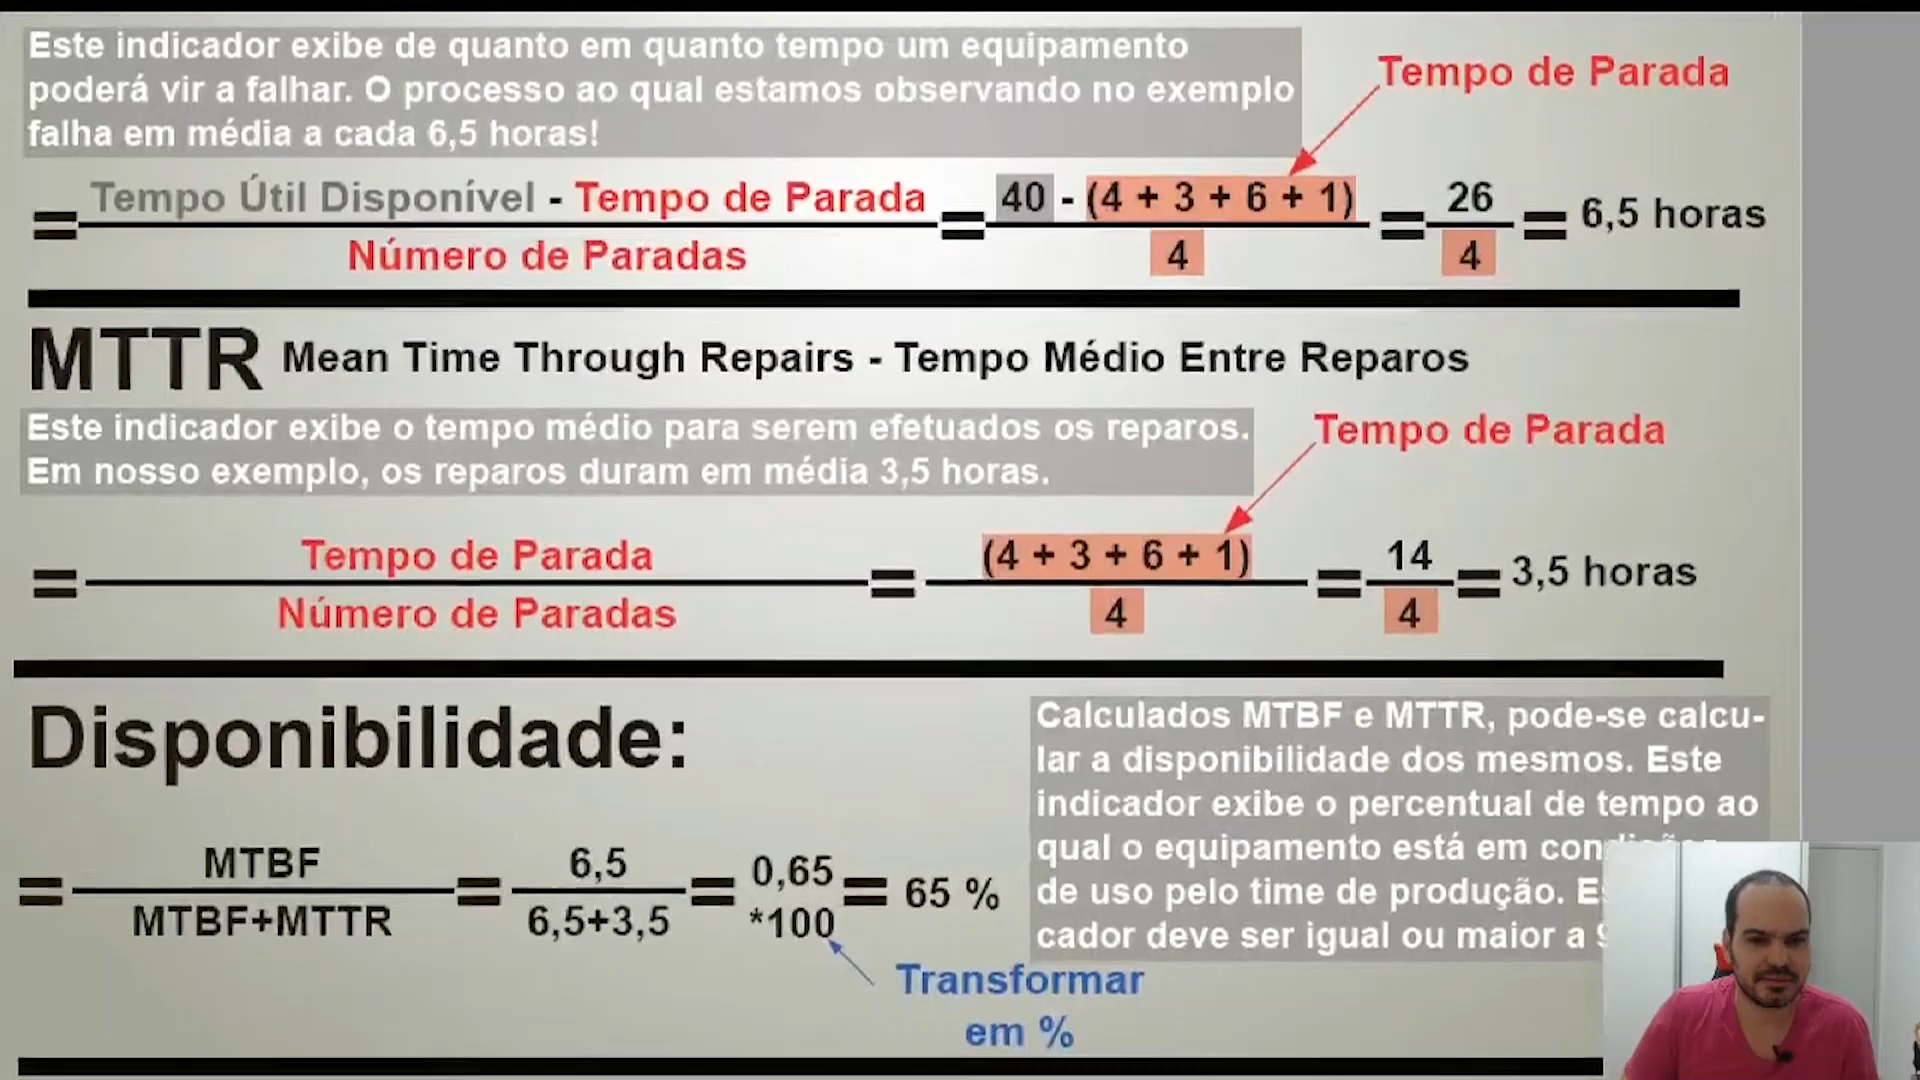 Este indicador exibe de quanto em quanto tempo um equipamento
poderá vir a falhar. O processo ao qual estamos observando no exemplo
falha em média a cada 6,5 horas!
Tempo de Parada
= Tempo Útil Disponível - Tempo de Parada = 40 - (4 + 3 + 6 + 1) = 26 = 6,5 horas
Número de Paradas 4 4
MTTR Mean Time Through Repairs - Tempo Médio Entre Reparos
Este indicador exibe o tempo médio para serem efetuados os reparos.
Em nosso exemplo, os reparos duram em média 3,5 horas.
Tempo de Parada
= Tempo de Parada = (4 + 3 + 6 + 1) = 14 = 3,5 horas
Número de Paradas 4 4
Disponibilidade:
= MTBF = 6,5 = 0,65 = 65 %
MTBF+MTTR 6,5+3,5 *100
Transformar
em %
Calculados MTBF e MTTR, pode-se calcu-
lar a disponibilidade dos mesmos. Este
indicador exibe o percentual de tempo ao
qual o equipamento está em
de uso pelo time de produção.
cador deve ser igual ou maior a